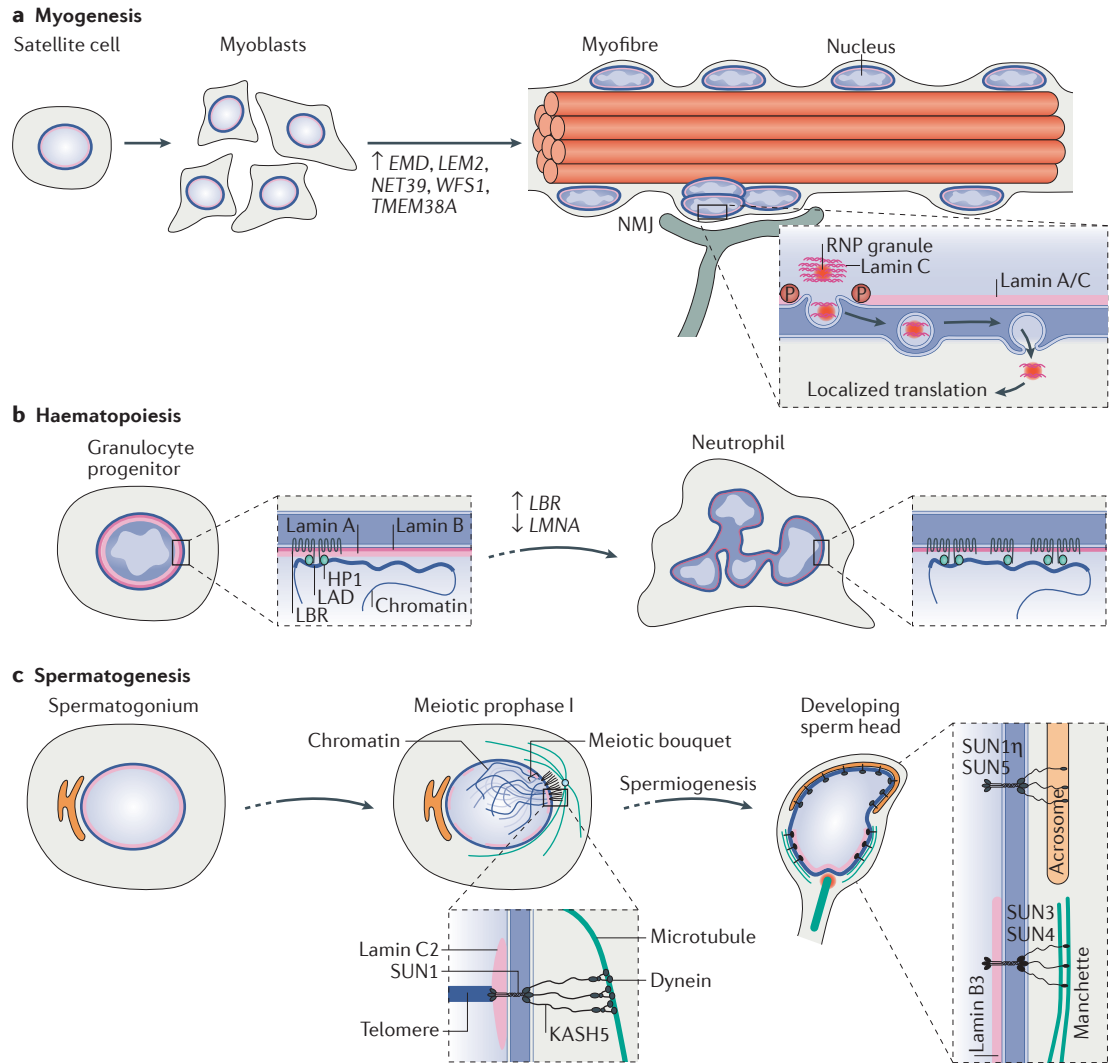 a Myogenesis
Satellite cell
Myoblasts
Myofibre
Nucleus
↑ EMD, LEM2,
NET39, WFS1,
TMEM38A
NMJ
RNP granule
Lamin C
P
P
Lamin A/C
Localized translation
b Haematopoiesis
Granulocyte
progenitor
Neutrophil
Lamin A
Lamin B
HP1
LAD
Chromatin
LBR
↑ LBR
↓ LMNA
c Spermatogenesis
Spermatogonium
Meiotic prophase I
Developing
sperm head
Chromatin
Meiotic bouquet
Spermiogenesis
SUN1η
SUN5
Acrosome
SUN3
SUN4
Lamin B3
Manchette
Lamin C2
SUN1
Telomere
Microtubule
Dynein
KASH5